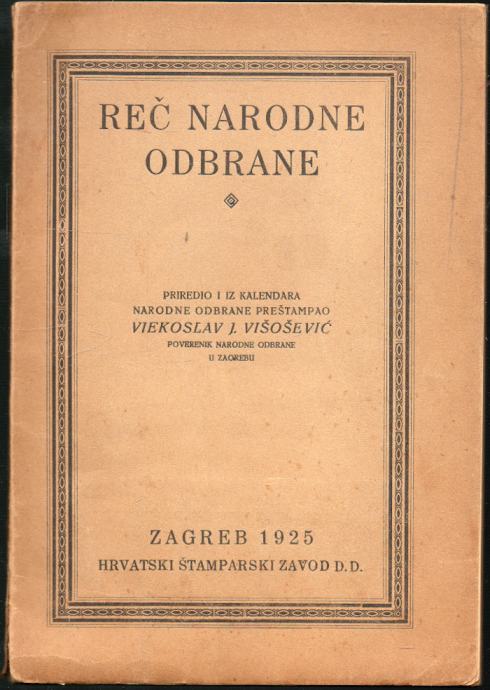 REČ NARODNE
ODBRANE
PRIREDIO I IZ KALENDARA
NARODNE ODBRANE PREŠTAMPAO
VIEKOSLAV J. VIŠOŠEVIĆ
POVERENIK NARODNE ODBRANE
U ZAGREBU
ZAGREB 1925
HRVATSKI ŠTAMPARSKI ZAVOD D. D.